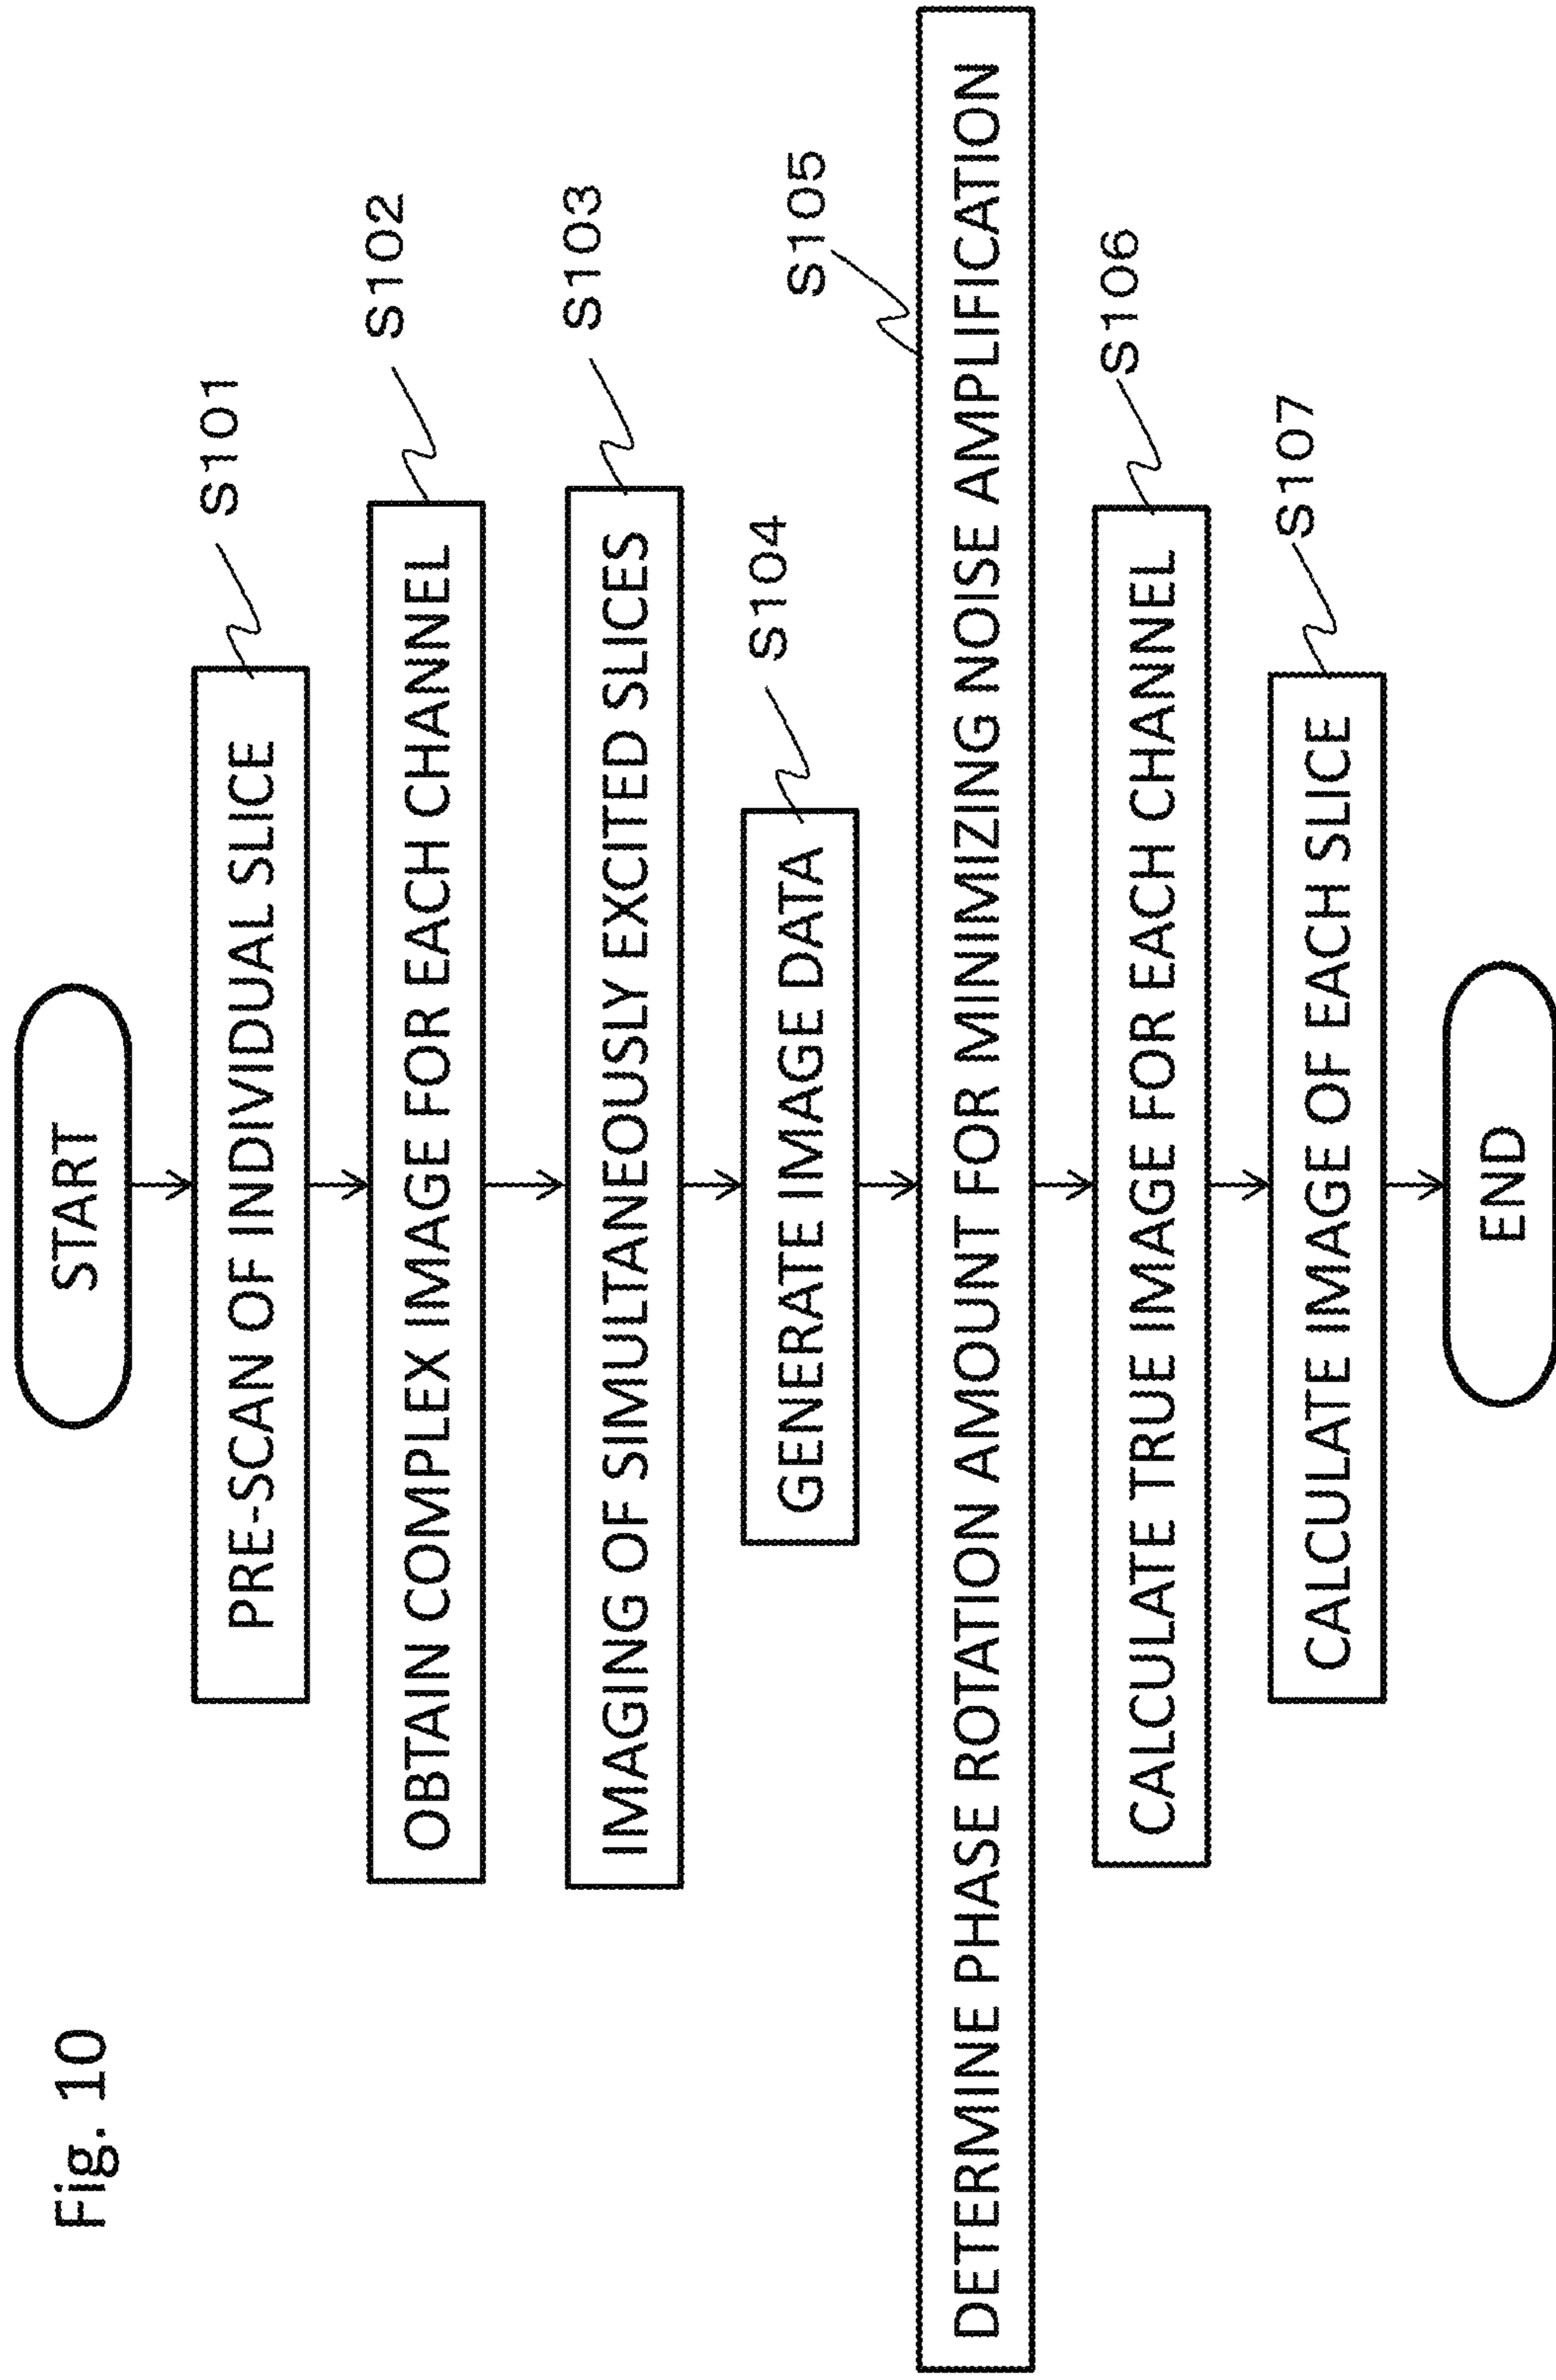 Fig. 10
START
PRE-SCAN OF INDIVIDUAL SLICE
S101
OBTAIN COMPLEX IMAGE FOR EACH CHANNEL
S102
IMAGING OF SIMULTANEOUSLY EXCITED SLICES
S103
GENERATE IMAGE DATA
S104
DETERMINE PHASE ROTATION AMOUNT FOR MINIMIZING NOISE AMPLIFICATION
S105
CALCULATE TRUE IMAGE FOR EACH CHANNEL
S106
CALCULATE IMAGE OF EACH SLICE
S107
END